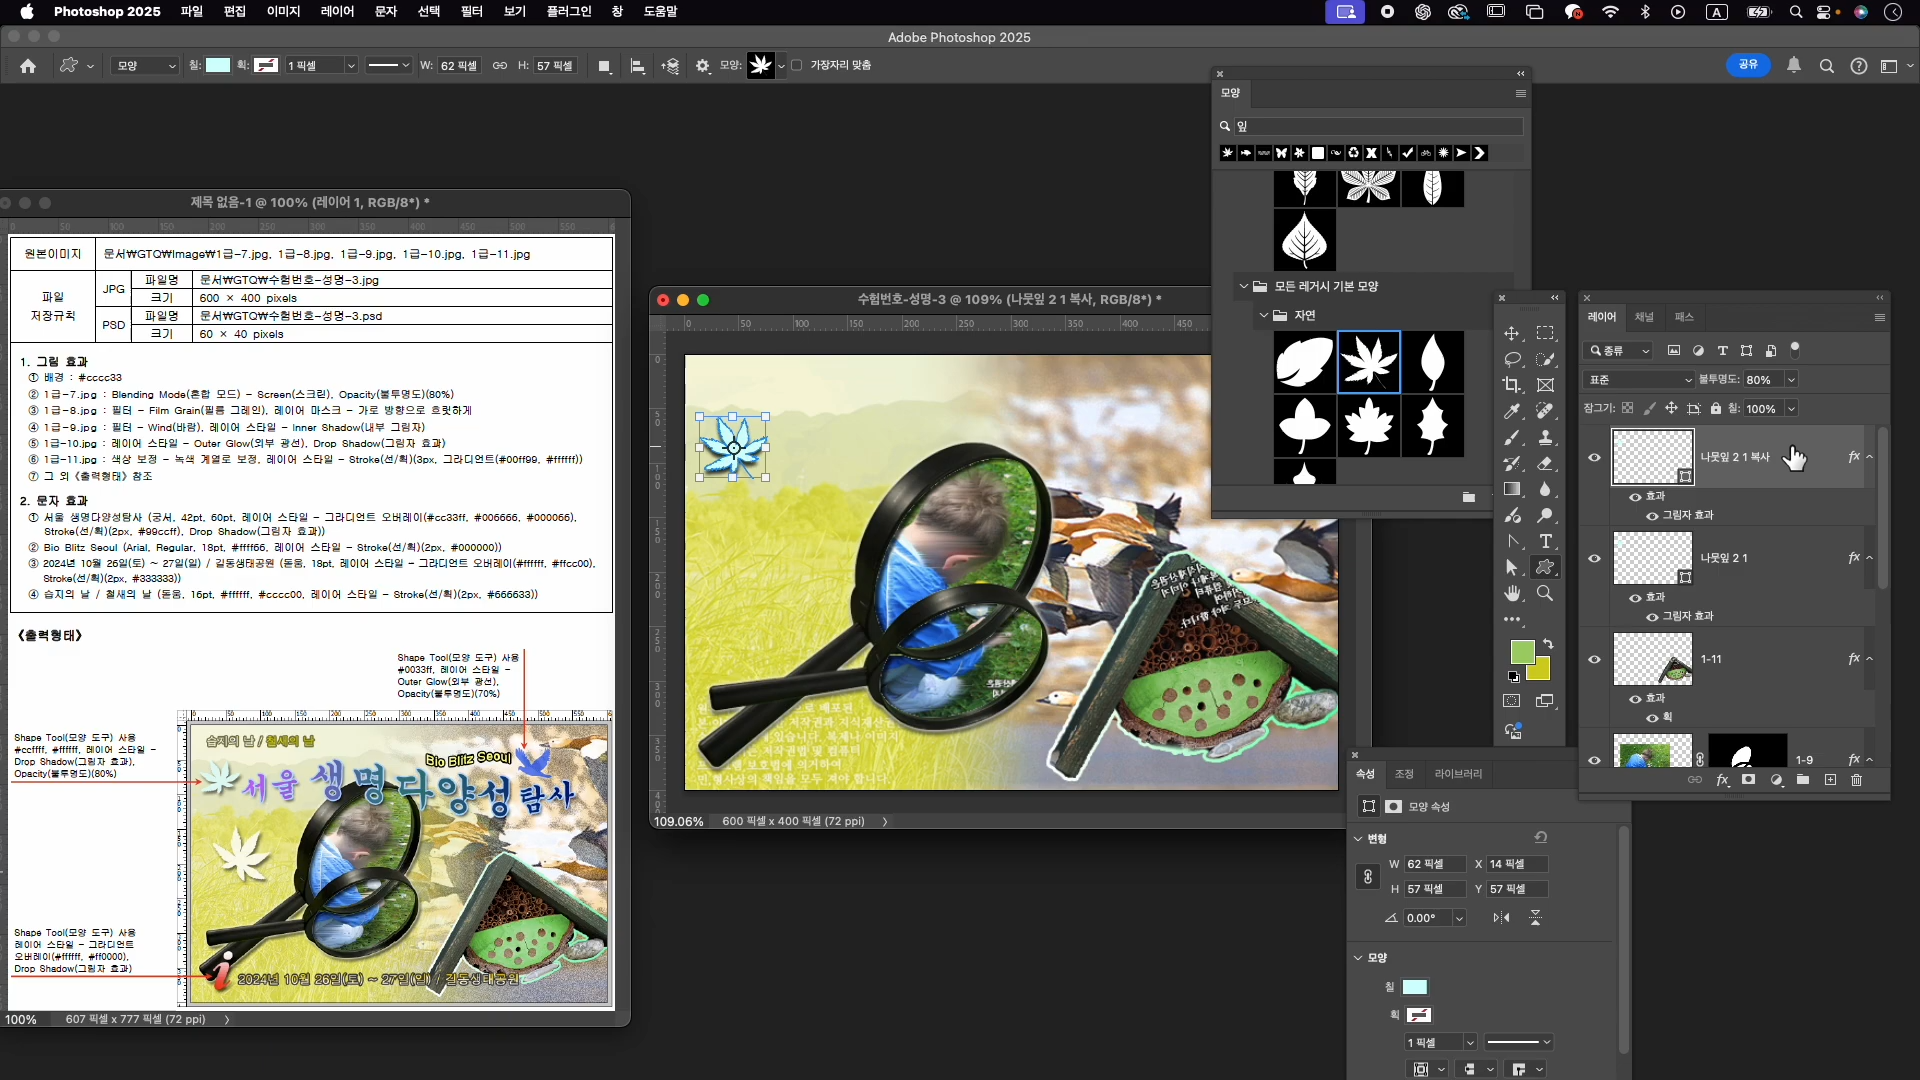 Photoshop 2025 파일 편집 이미지 레이어 문자 선택 필터 보기 플러그인 창 도움말
Adobe Photoshop 2025
모양 칠: 획: 1 픽셀 W: 62 픽셀 H: 57 픽셀 모양: 가장자리 맞춤 공유
모양
잎
모든 레거시 기본 모양
자연
제목 없음-1 @ 100% (레이어 1, RGB/8*) *
원본이미지 문서₩GTQ₩Image₩1급-7.jpg, 1급-8.jpg, 1급-9.jpg, 1급-10.jpg, 1급-11.jpg
파일 저장규칙
JPG 파일명 문서₩GTQ₩수험번호-성명-3.jpg
크기 600 × 400 pixels
PSD 파일명 문서₩GTQ₩수험번호-성명-3.psd
크기 60 × 40 pixels
1. 그림 효과
① 배경 : #cccc33
② 1급-7.jpg : Blending Mode(혼합 모드) - Screen(스크린), Opacity(불투명도)(80%)
③ 1급-8.jpg : 필터 - Film Grain(필름 그레인), 레이어 마스크 - 가로 방향으로 흐릿하게
④ 1급-9.jpg : 필터 - Wind(바람), 레이어 스타일 - Inner Shadow(내부 그림자)
⑤ 1급-10.jpg : 레이어 스타일 - Outer Glow(외부 광선), Drop Shadow(그림자 효과)
⑥ 1급-11.jpg : 색상 보정 - 녹색 계열로 보정, 레이어 스타일 - Stroke(선/획)(3px, 그라디언트(#00ff99, #ffffff))
⑦ 그 외《출력형태》참조
2. 문자 효과
① 서울 생명다양성탐사 (궁서, 42pt, 60pt, 레이어 스타일 - 그라디언트 오버레이(#cc33ff, #006666, #000066),
Stroke(선/획)(2px, #99ccff), Drop Shadow(그림자 효과))
② Bio Blitz Seoul (Arial, Regular, 18pt, #ffff66, 레이어 스타일 - Stroke(선/획)(2px, #000000))
③ 2024년 10월 26일(토) ~ 27일(일) / 길동생태공원 (돋움, 18pt, 레이어 스타일 - 그라디언트 오버레이(#ffffff, #ffcc00),
Stroke(선/획)(2px, #333333))
④ 습지의 날 / 철새의 날 (돋움, 16pt, #ffffff, #cccc00, 레이어 스타일 - Stroke(선/획)(2px, #666633))
《출력형태》
Shape Tool(모양 도구) 사용
#0033ff, 레이어 스타일 -
Outer Glow(외부 광선),
Opacity(불투명도)(70%)
Shape Tool(모양 도구) 사용
#ccffff, #ffffff, 레이어 스타일 -
Drop Shadow(그림자 효과),
Opacity(불투명도)(80%)
Shape Tool(모양 도구) 사용
레이어 스타일 - 그라디언트
오버레이(#ffffff, #ff0000),
Drop Shadow(그림자 효과)
습지의 날 / 철새의 날
Bio Blitz Seoul
서울 생명다양성 탐사
2024년 10월 26일(토) ~ 27일(일) / 길동생태공원
100% 607 픽셀 x 777 픽셀 (72 ppi)
수험번호-성명-3 @ 109% (나뭇잎 2 1 복사, RGB/8*) *
0 50 100 150 200 250 300 350 400 450
109.06% 600 픽셀 x 400 픽셀 (72 ppi)
레이어 채널 패스
종류
표준 불투명도: 80%
잠그기: 칠: 100%
나뭇잎 2 1 복사 fx
효과
그림자 효과
나뭇잎 2 1 fx
효과
그림자 효과
1-11 fx
효과
획
1-9 fx
속성 조정 라이브러리
모양 속성
변형
W 62 픽셀 X 14 픽셀
H 57 픽셀 Y 57 픽셀
0.00°
모양
칠
획
1 픽셀